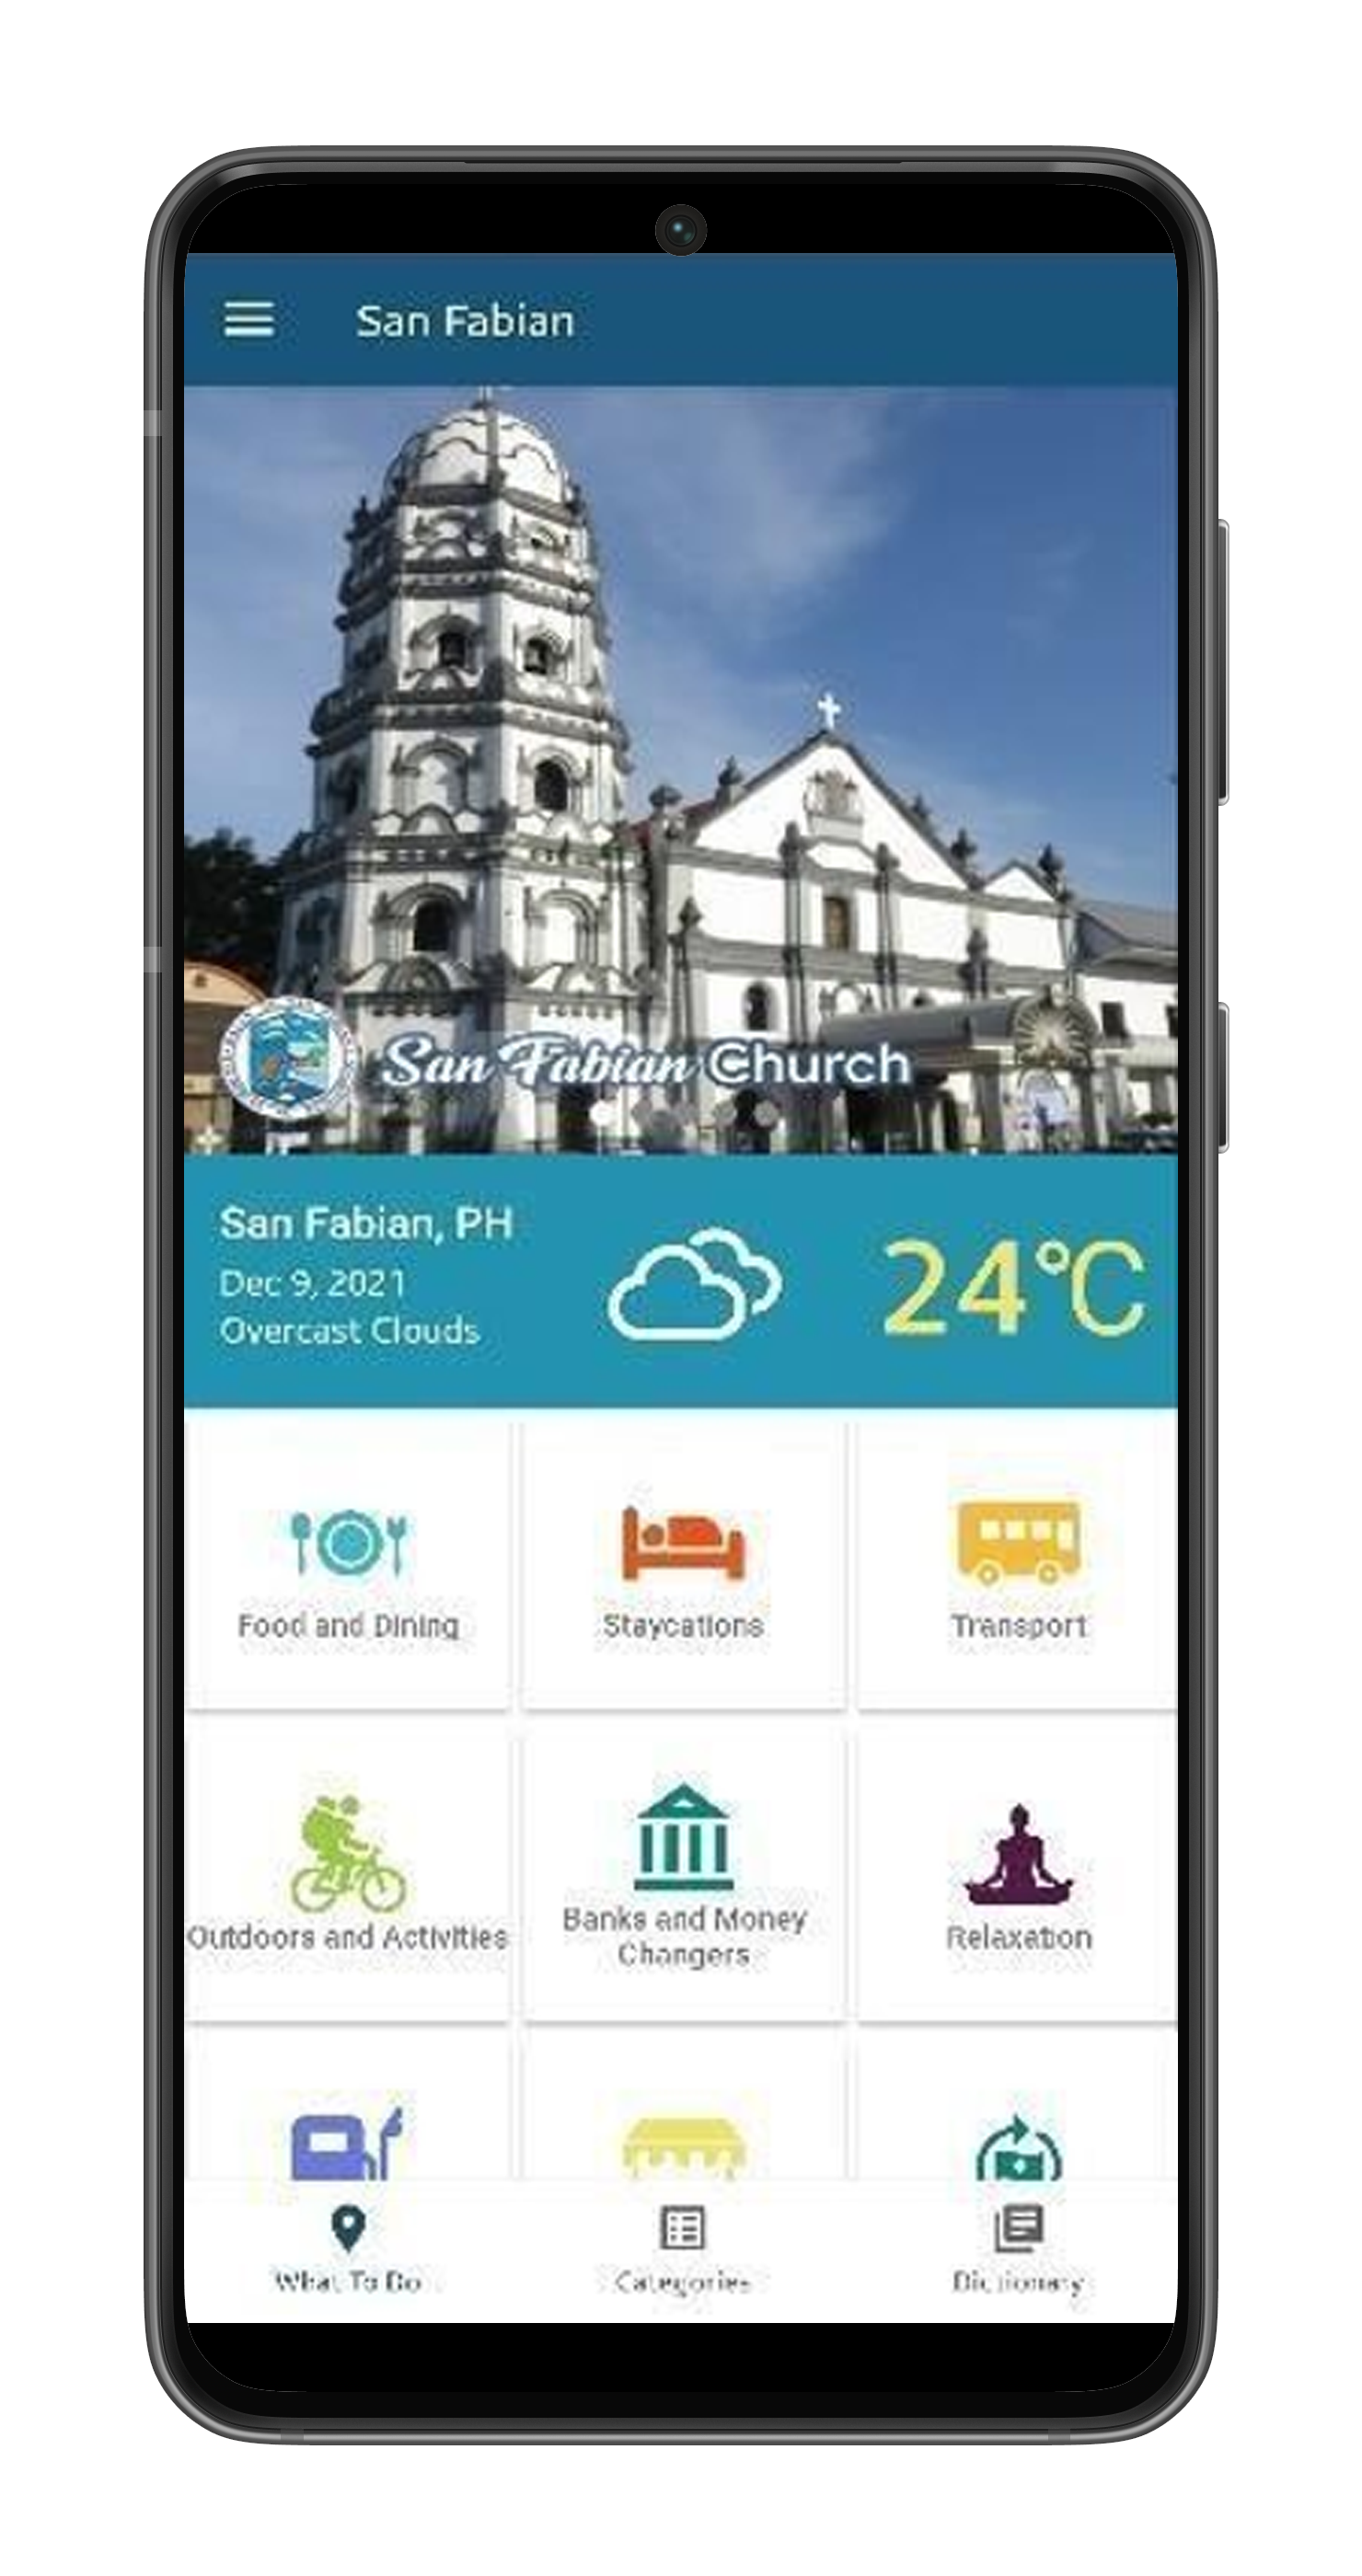 San Fabian
San Fabian Church
San Fabian, PH
Dec 9, 2021
Overcast Clouds
24°C
Food and Dining
Staycations
Transport
Outdoors and Activities
Banks and Money
Changers
Relaxation
What To Do
Categories
Dictionary